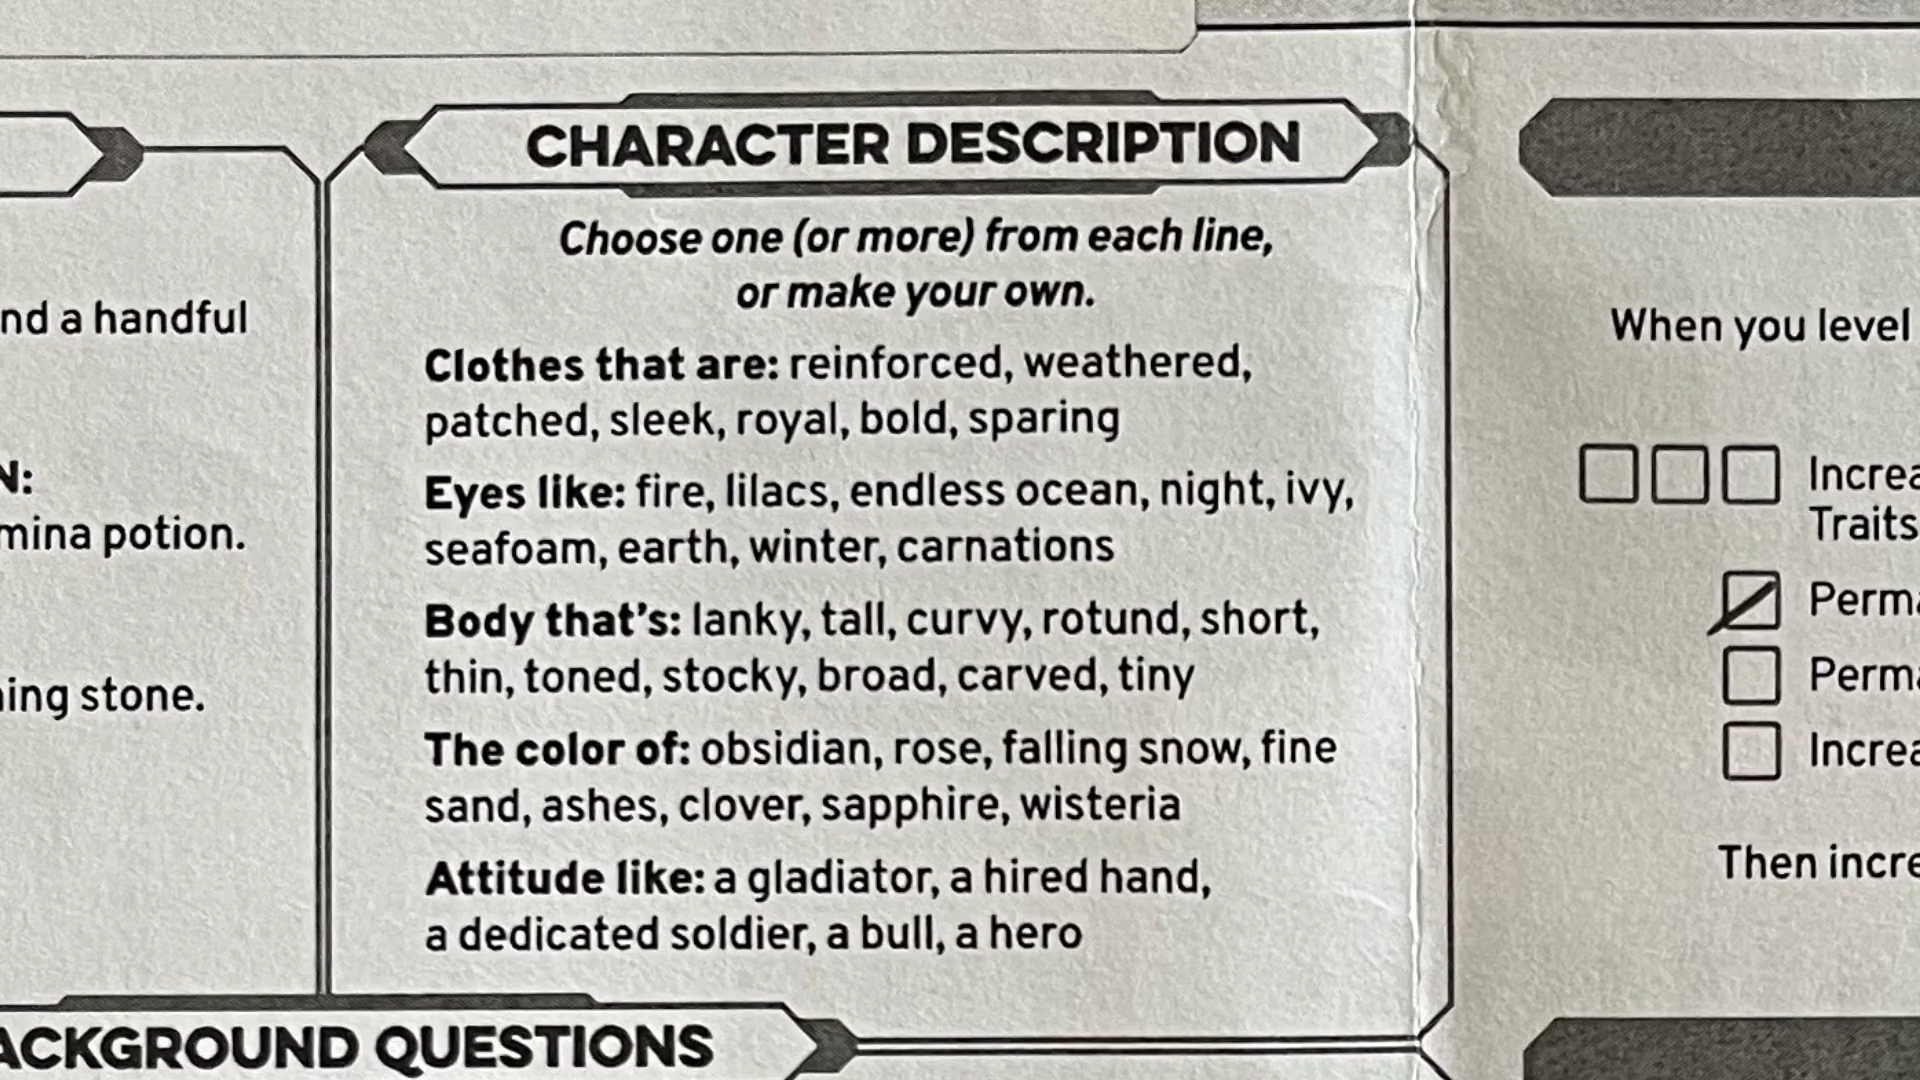 CHARACTER DESCRIPTION
Choose one (or more) from each line,
or make your own.
Clothes that are: reinforced, weathered,
patched, sleek, royal, bold, sparing
Eyes like: fire, lilacs, endless ocean, night, ivy,
seafoam, earth, winter, carnations
Body that's: lanky, tall, curvy, rotund, short,
thin, toned, stocky, broad, carved, tiny
The color of: obsidian, rose, falling snow, fine
sand, ashes, clover, sapphire, wisteria
Attitude like: a gladiator, a hired hand,
a dedicated soldier, a bull, a hero
nd a handful
N:
mina potion.
ing stone.
ACKGROUND QUESTIONS
When you level
Increa
Traits
Perma
Perma
Increa
Then incre